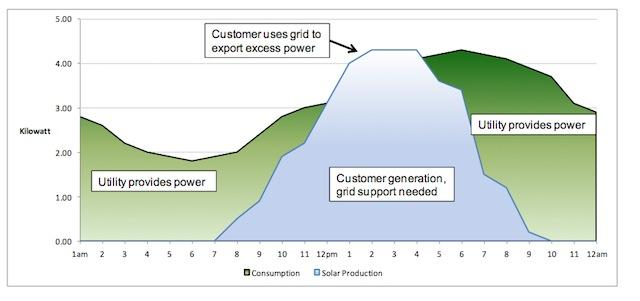 Customer uses grid to
export excess power
5.00
4.00
3.00
Kilowatt
2.00
1.00
0.00
Utility provides power
Customer generation,
grid support needed
Utility provides power
1am 2 3 4 5 6 7 8 9 10 11 12pm 1 2 3 4 5 6 7 8 9 10 11 12am
Consumption Solar Production